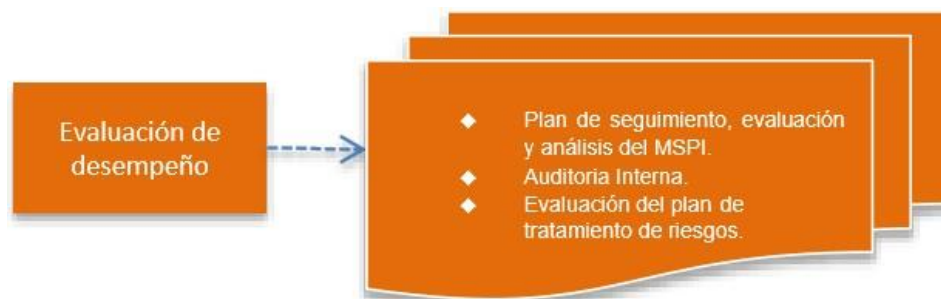 Evaluación de
desempeño
◆ Plan de seguimiento, evaluación
y análisis del MSPI.
◆ Auditoria Interna.
◆ Evaluación del plan de
tratamiento de riesgos.